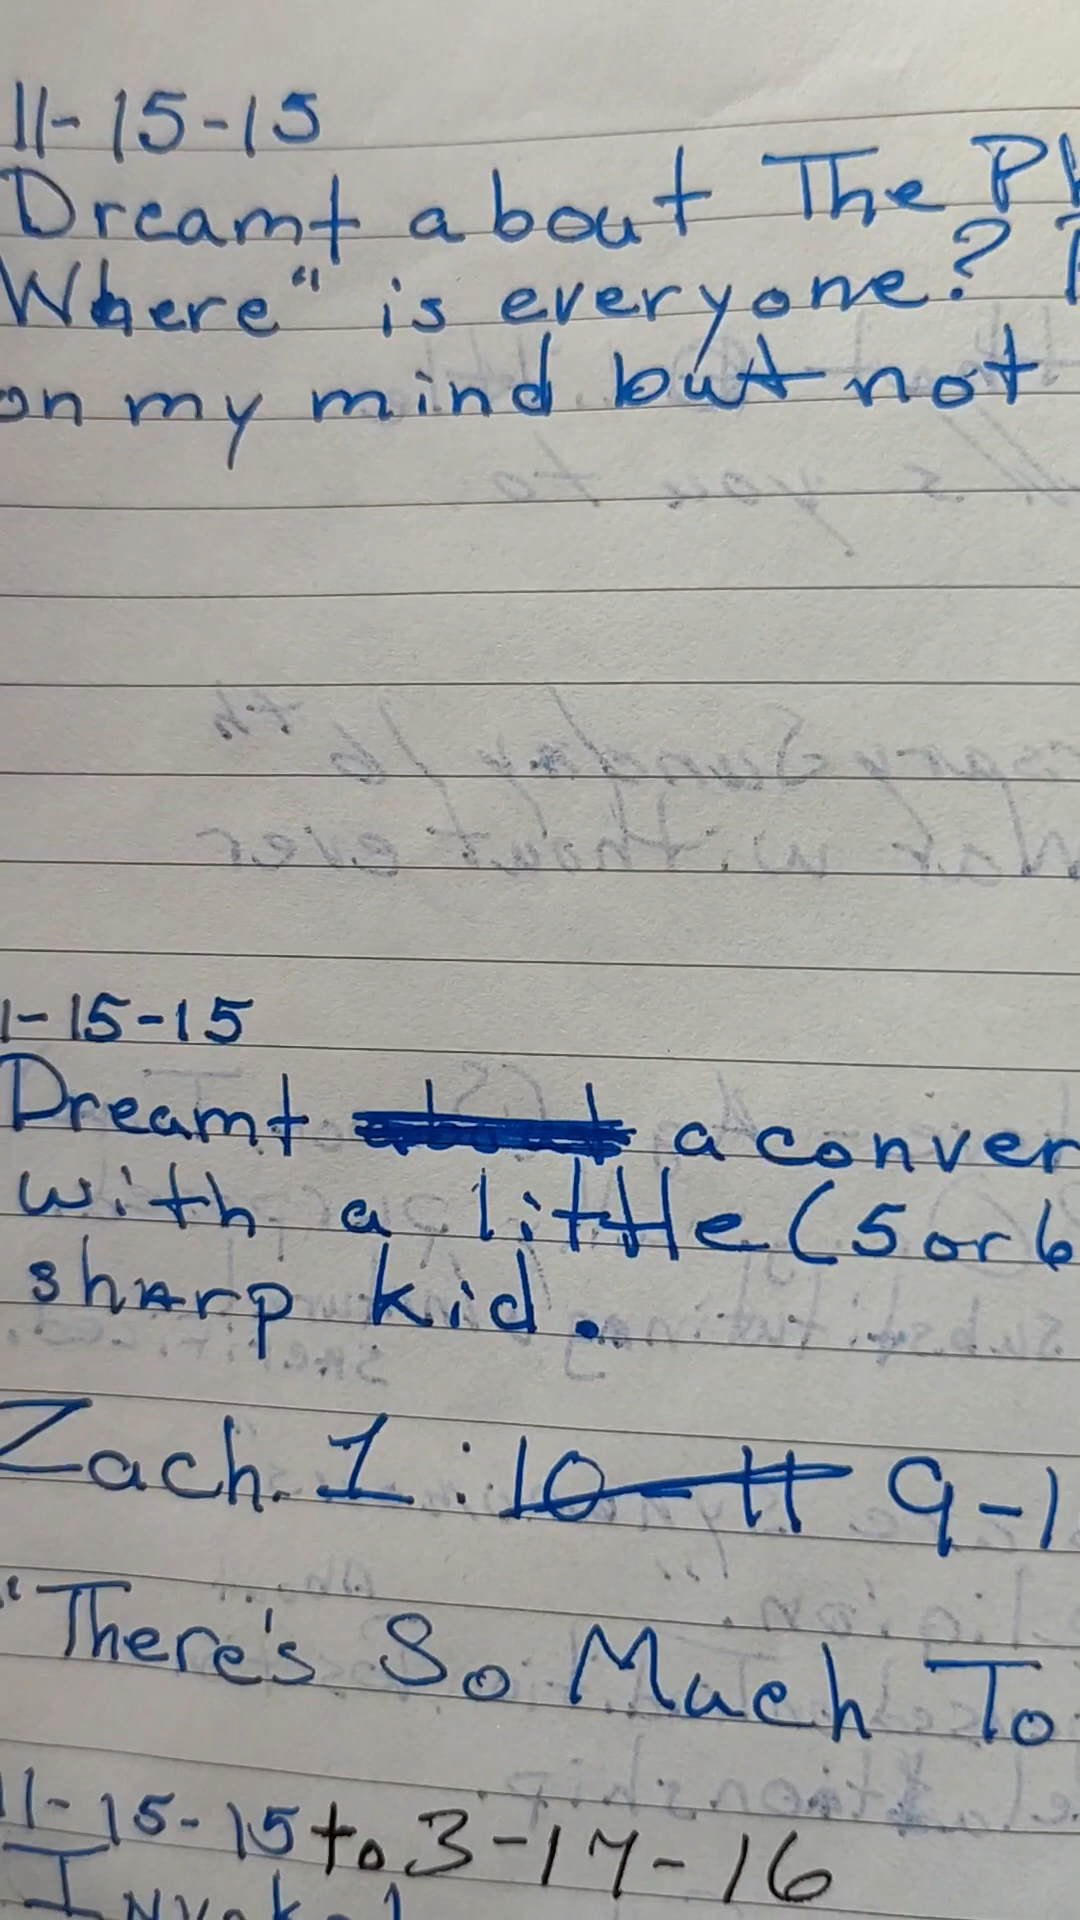 11-15-15
Dreamt about The
Where "" is everyone?
on my mind but not
1-15-15
Dreamt about a conver
with a little (5 or 6
sharp kid.
Zach. 1:10-11 9-1
"There's So Much To
11-15-15 to 3-17-16